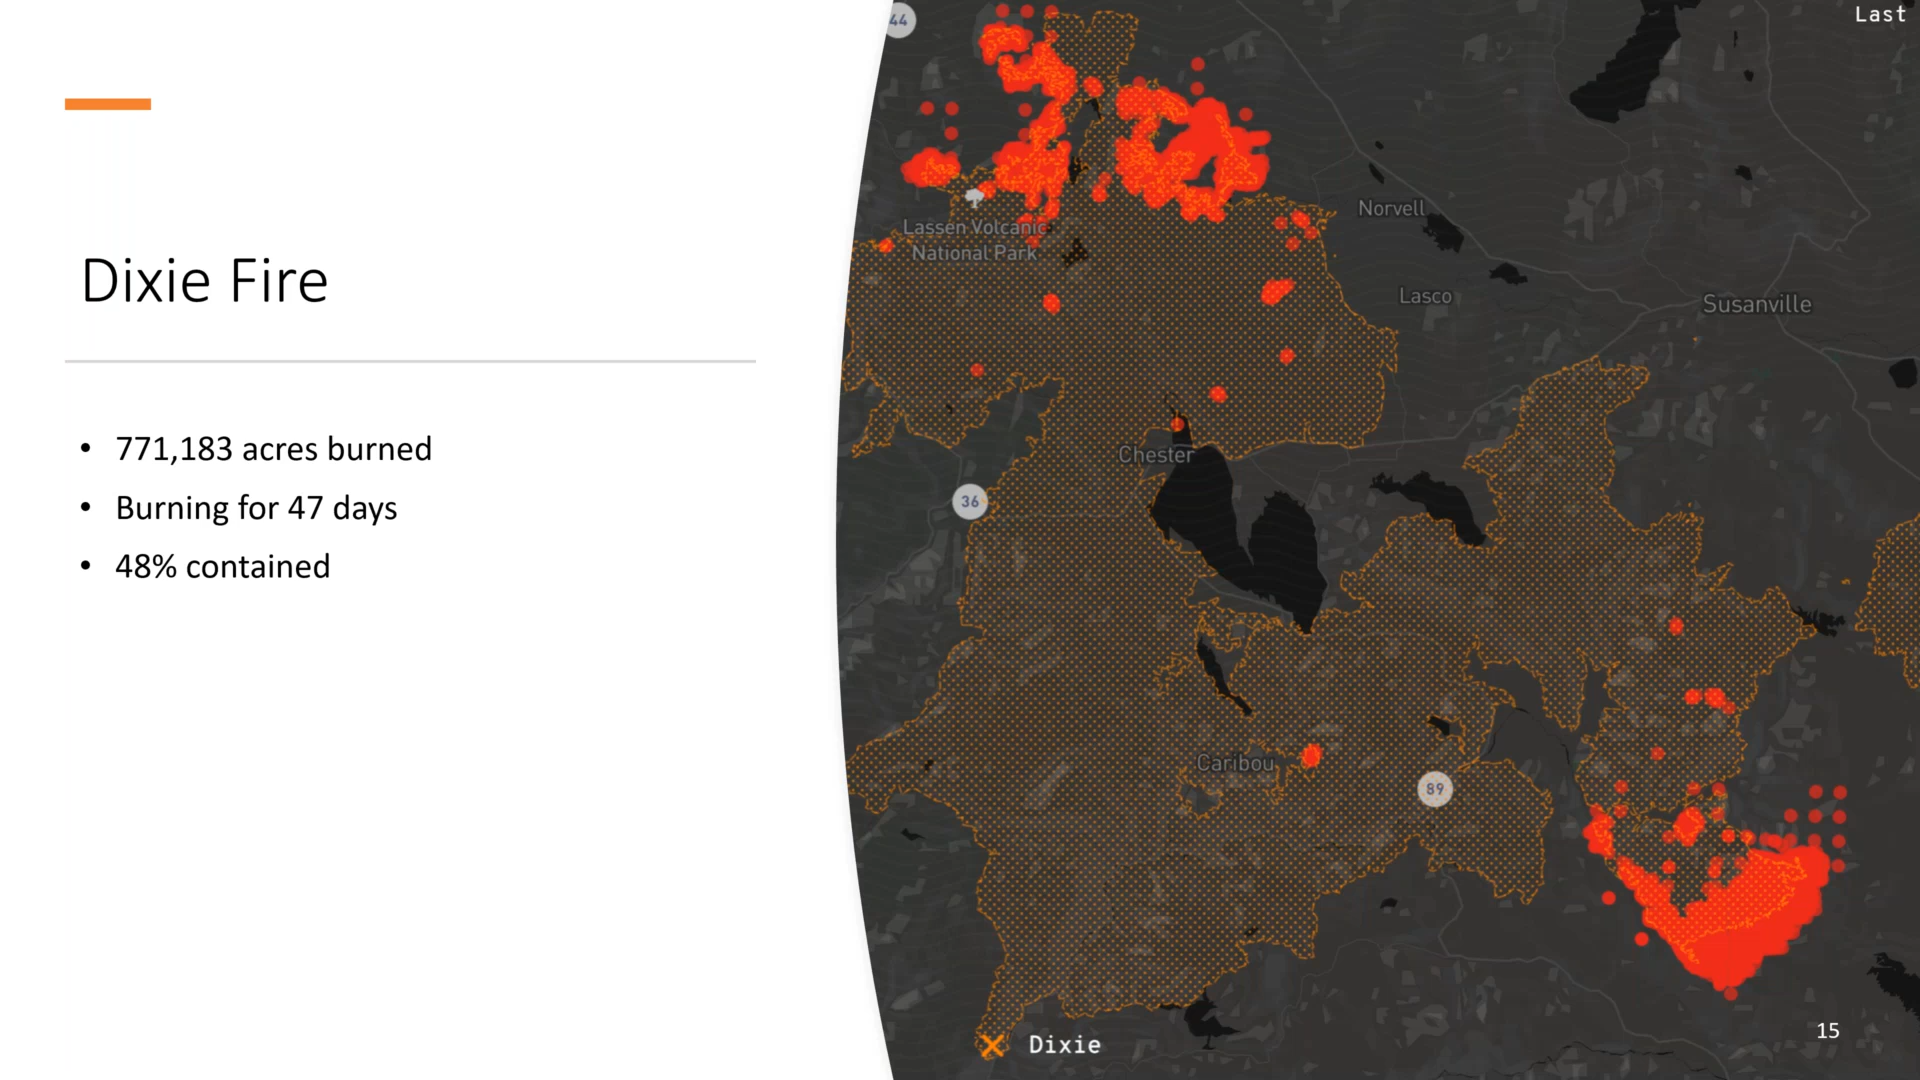 Dixie Fire
• 771,183 acres burned
• Burning for 47 days
• 48% contained
44
Last
Lassen Volcanic
National Park
Norvell
Lasco
Susanville
Chester
36
Caribou
89
Dixie
15